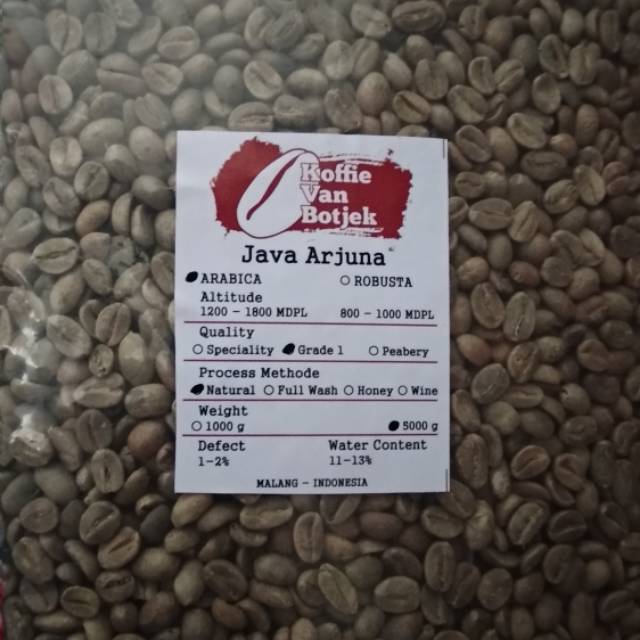 Koffie
Van
Botjek
Java Arjuna
ARABICA ROBUSTA
Altitude
1200 - 1800 MDPL 800 - 1000 MDPL
Quality
Speciality Grade 1 Peabery
Process Methode
Natural Full Wash Honey Wine
Weight
1000 g 5000 g
Defect Water Content
1-2% 11-13%
MALANG - INDONESIA